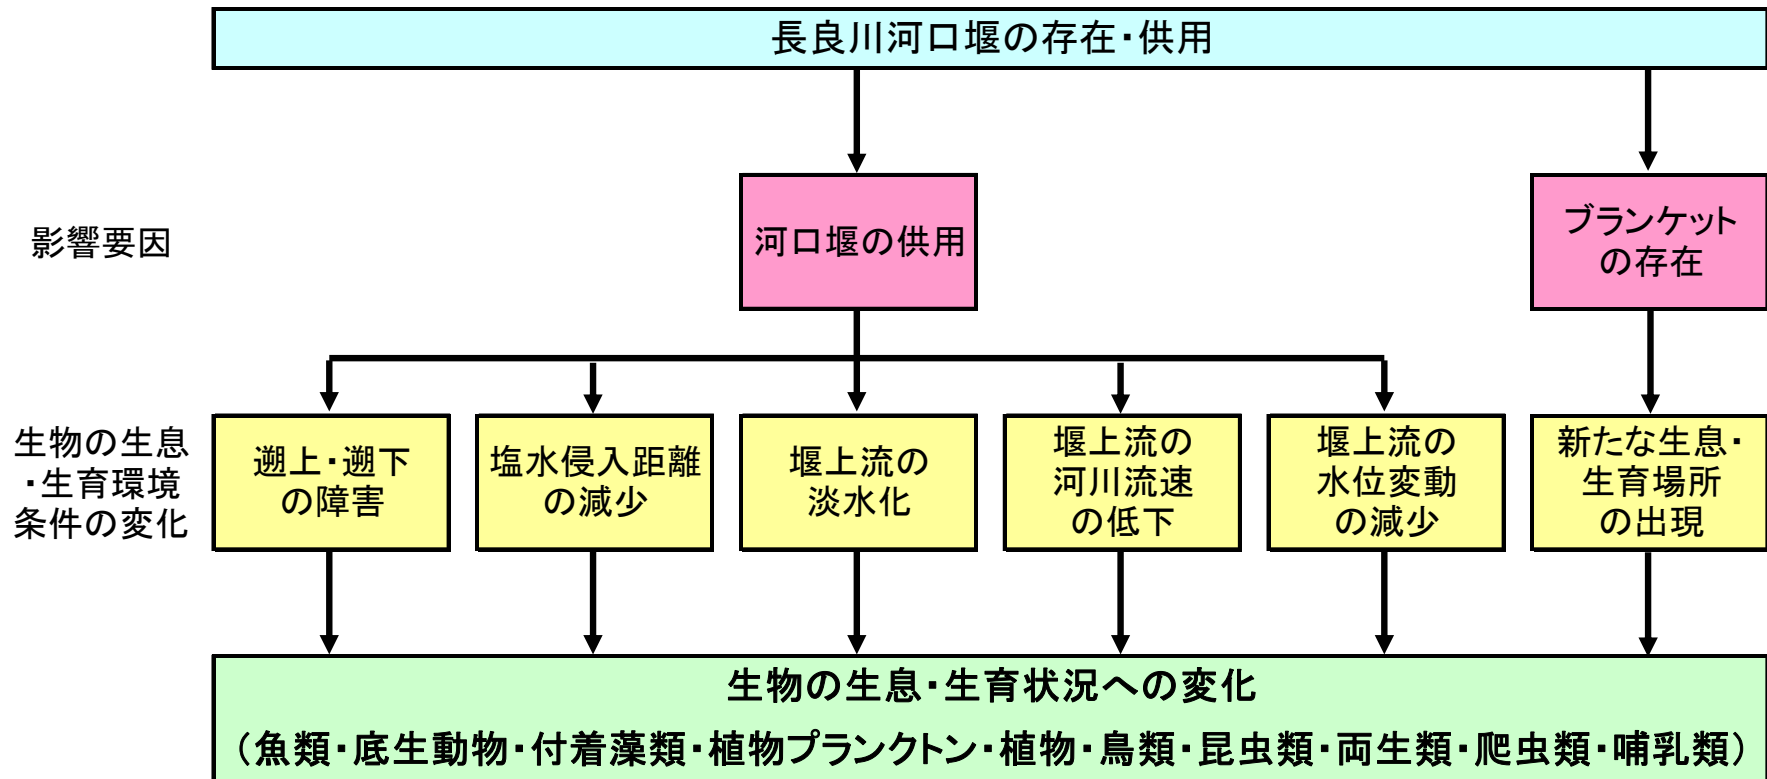 長良川河口堰の存在・供用
影響要因
河口堰の供用
ブランケット
の存在
生物の生息
・生育環境
条件の変化
遡上・遡下
の障害
塩水侵入距離
の減少
堰上流の
淡水化
堰上流の
河川流速
の低下
堰上流の
水位変動
の減少
新たな生息・
生育場所
の出現
生物の生息・生育状況への変化
（魚類・底生動物・付着藻類・植物プランクトン・植物・鳥類・昆虫類・両生類・爬虫類・哺乳類）